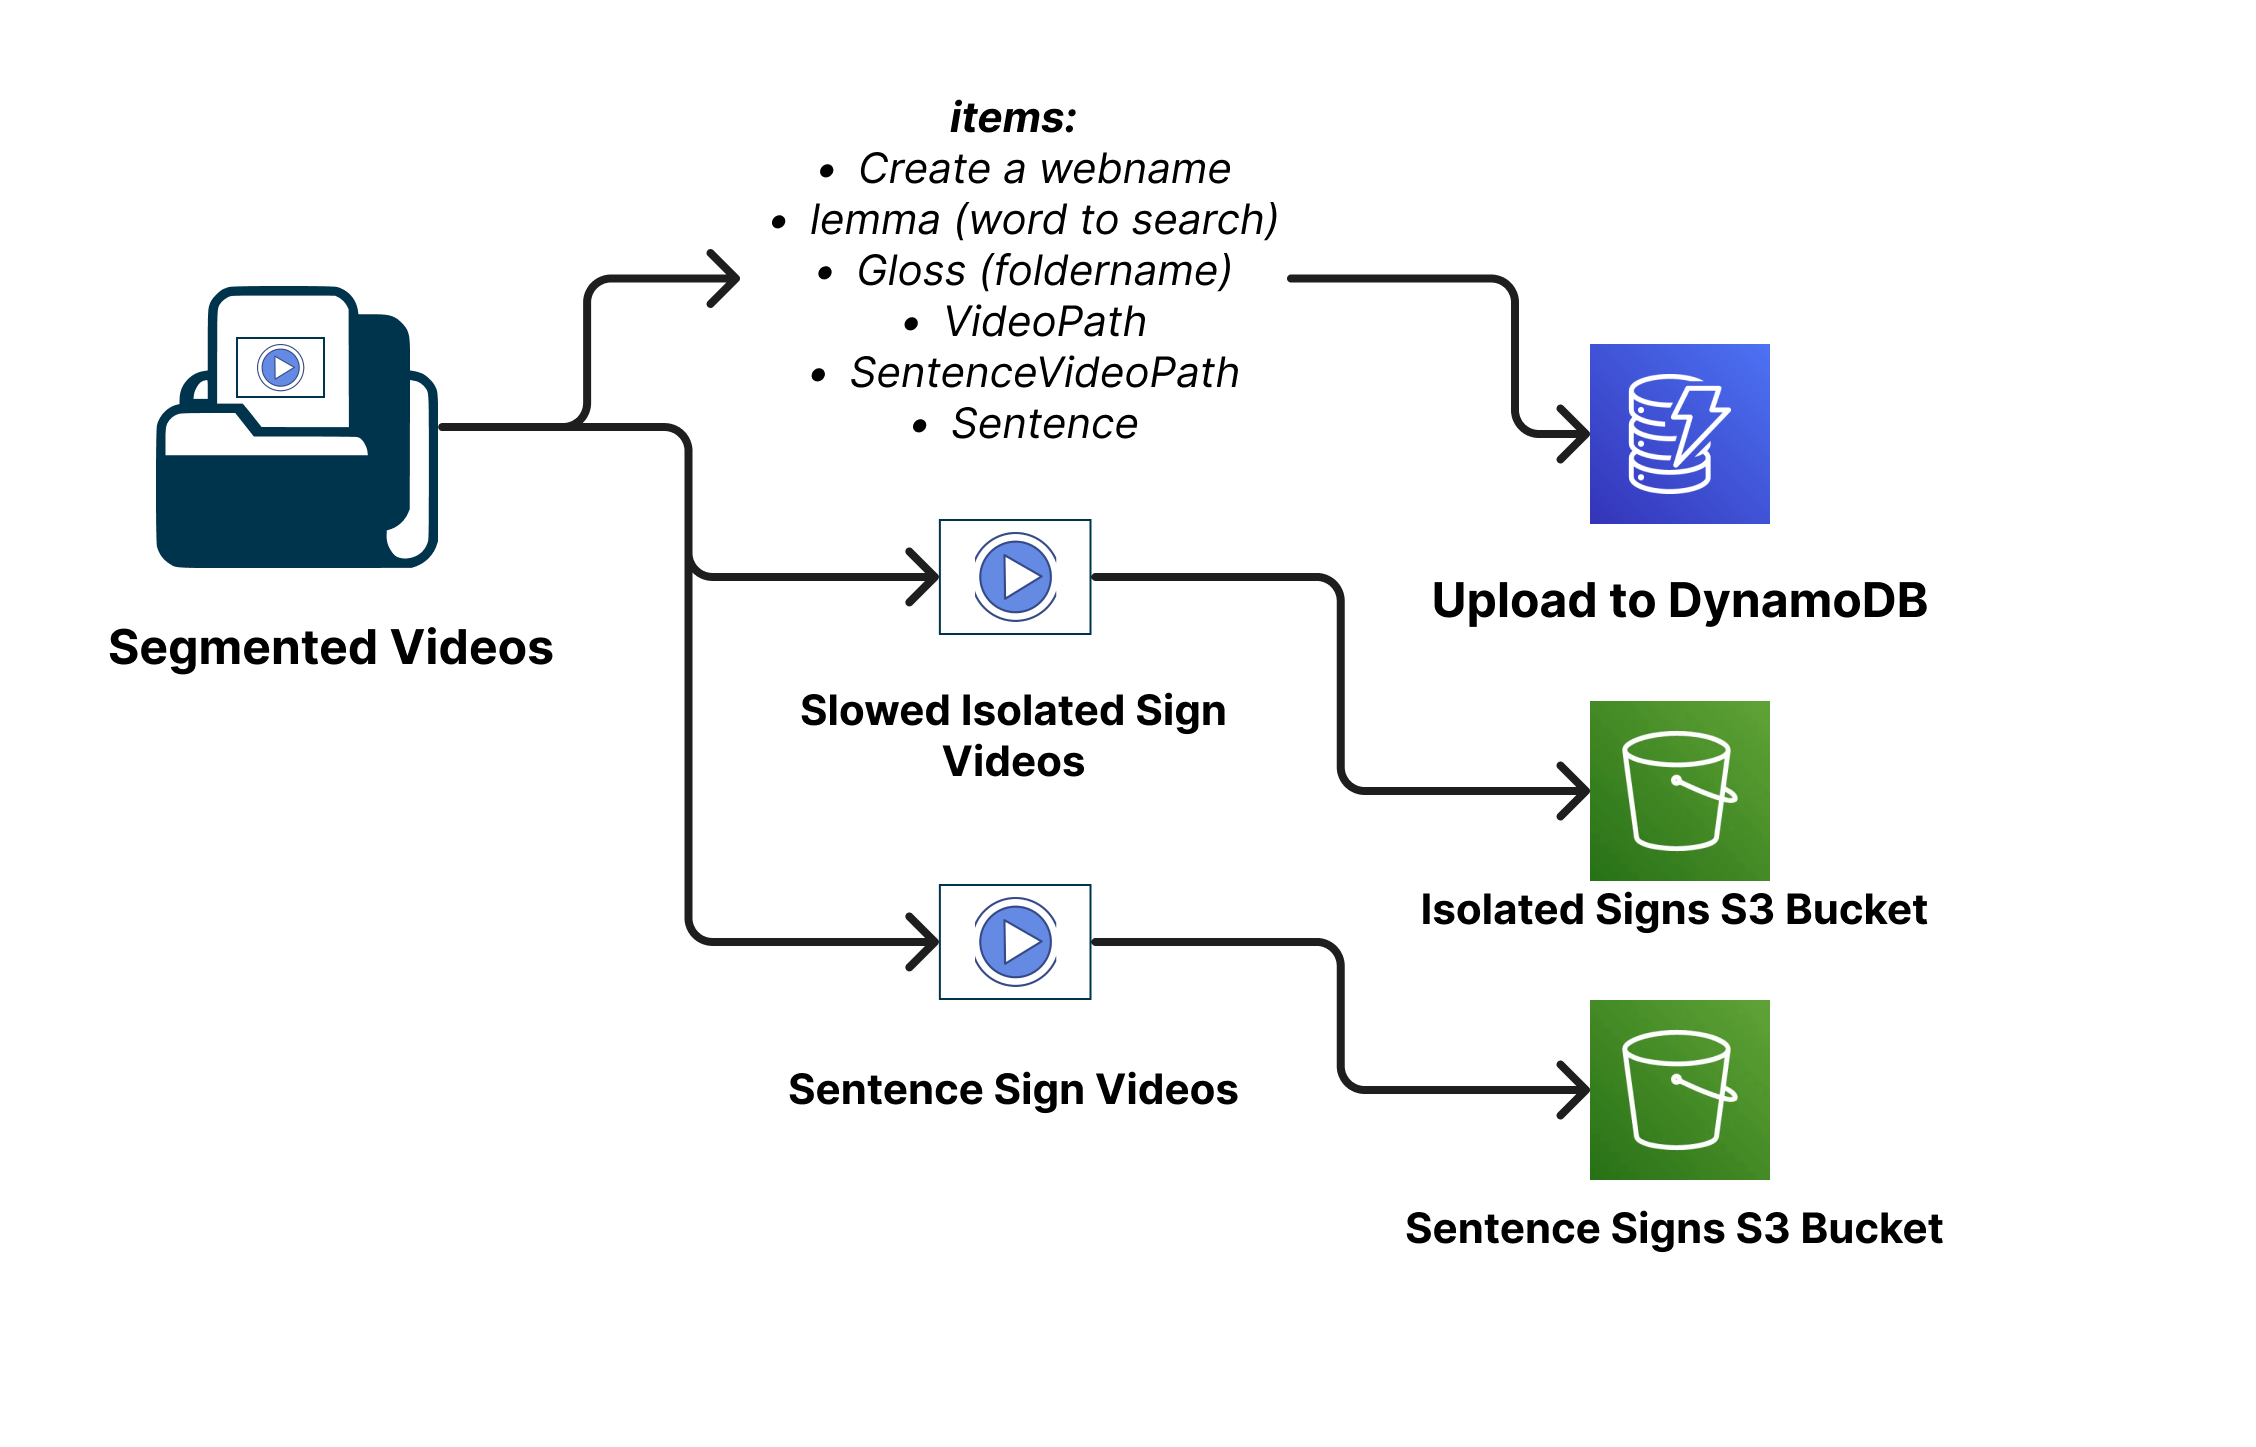 items:
• Create a webname
• lemma (word to search)
• Gloss (foldername)
• VideoPath
• SentenceVideoPath
• Sentence
Segmented Videos
Upload to DynamoDB
Slowed Isolated Sign
Videos
Isolated Signs S3 Bucket
Sentence Sign Videos
Sentence Signs S3 Bucket